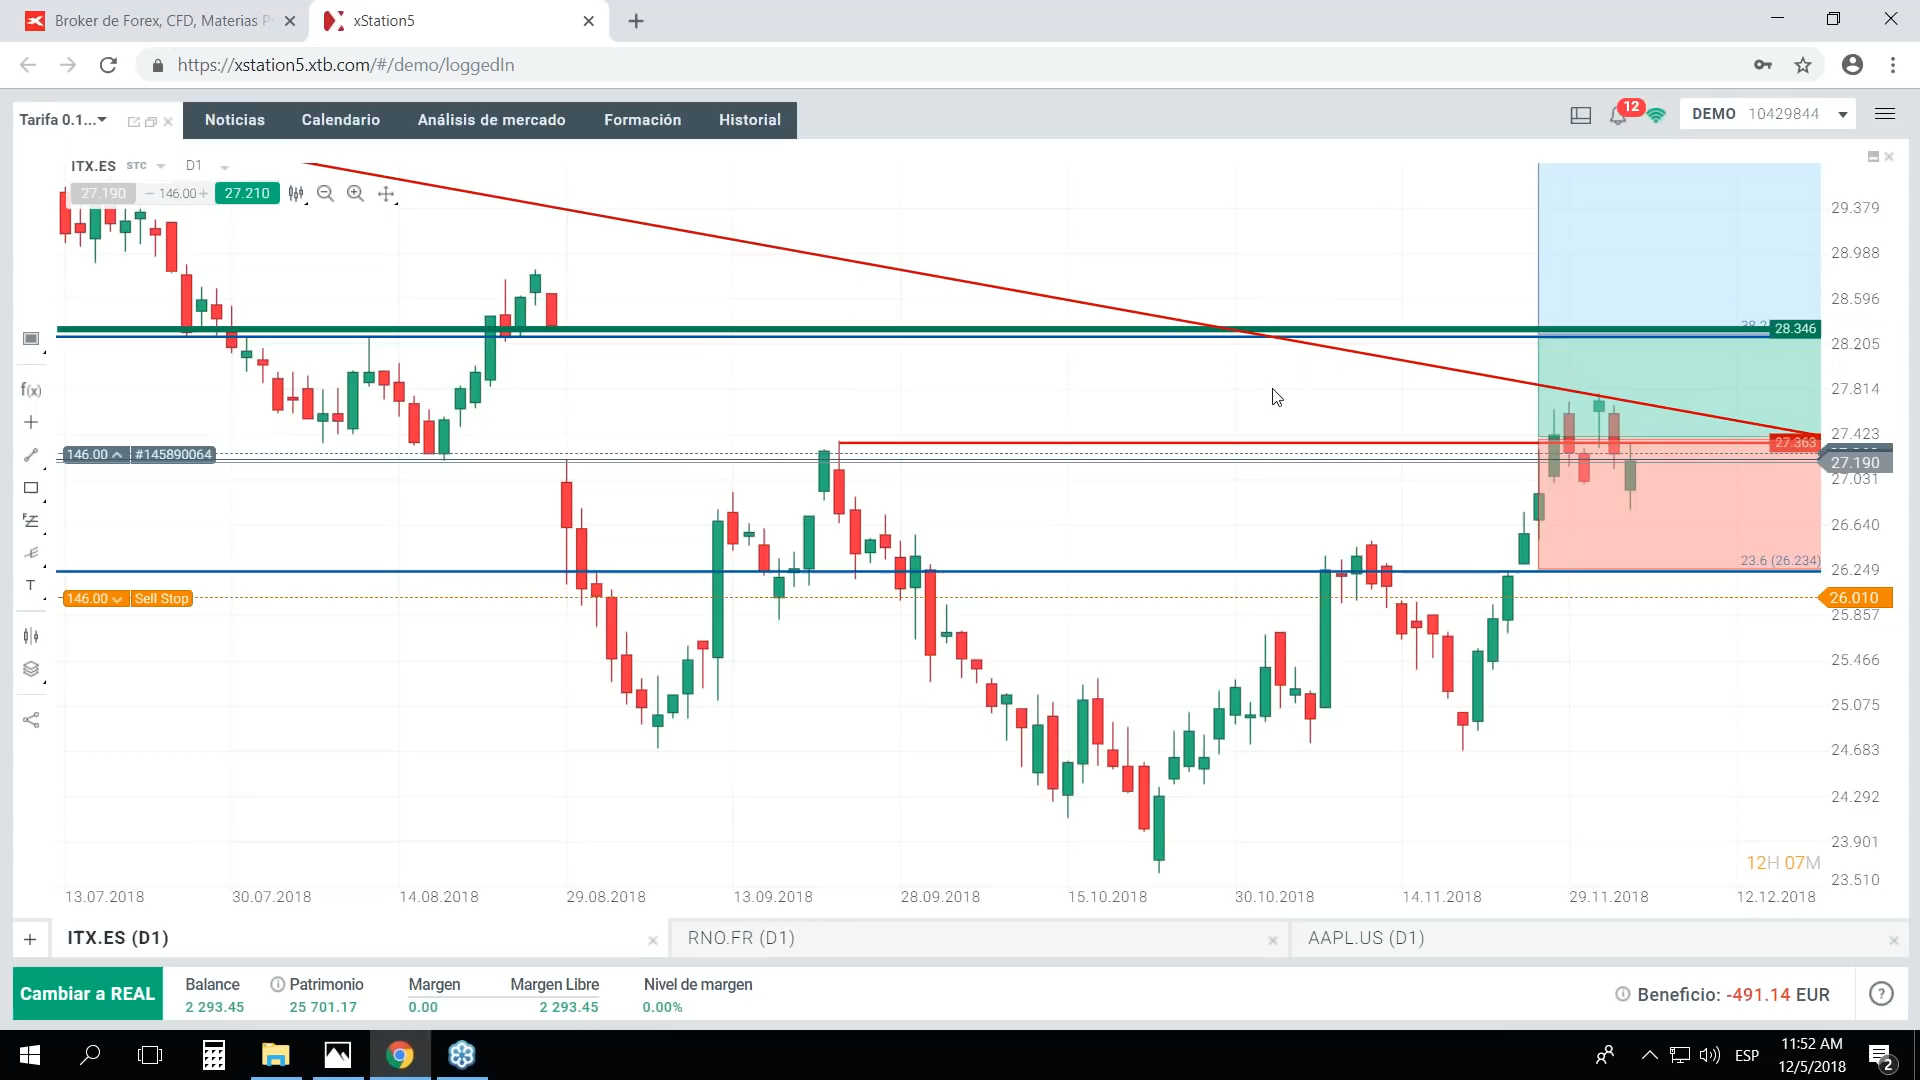 Broker de Forex, CFD, Materias P
xStation5
https://xstation5.xtb.com/#/demo/loggedIn
Tarifa 0.1...
Noticias
Calendario
Análisis de mercado
Formación
Historial
12
DEMO 10429844
ITX.ES STC D1
27.190
146.00
27.210
29.379
28.988
28.596
28.346
28.205
27.814
27.423
27.363
146.00 #145890064
27.190
27.031
26.640
23.6 (26.234)
26.249
146.00 Sell Stop
26.010
25.857
25.466
25.075
24.683
24.292
23.901
23.510
12H 07M
f(x)
T
13.07.2018
30.07.2018
14.08.2018
29.08.2018
13.09.2018
28.09.2018
15.10.2018
30.10.2018
14.11.2018
29.11.2018
12.12.2018
ITX.ES (D1)
RNO.FR (D1)
AAPL.US (D1)
Cambiar a REAL
Balance
2 293.45
Patrimonio
25 701.17
Margen
0.00
Margen Libre
2 293.45
Nivel de margen
0.00%
Beneficio: -491.14 EUR
ESP
11:52 AM
12/5/2018
2